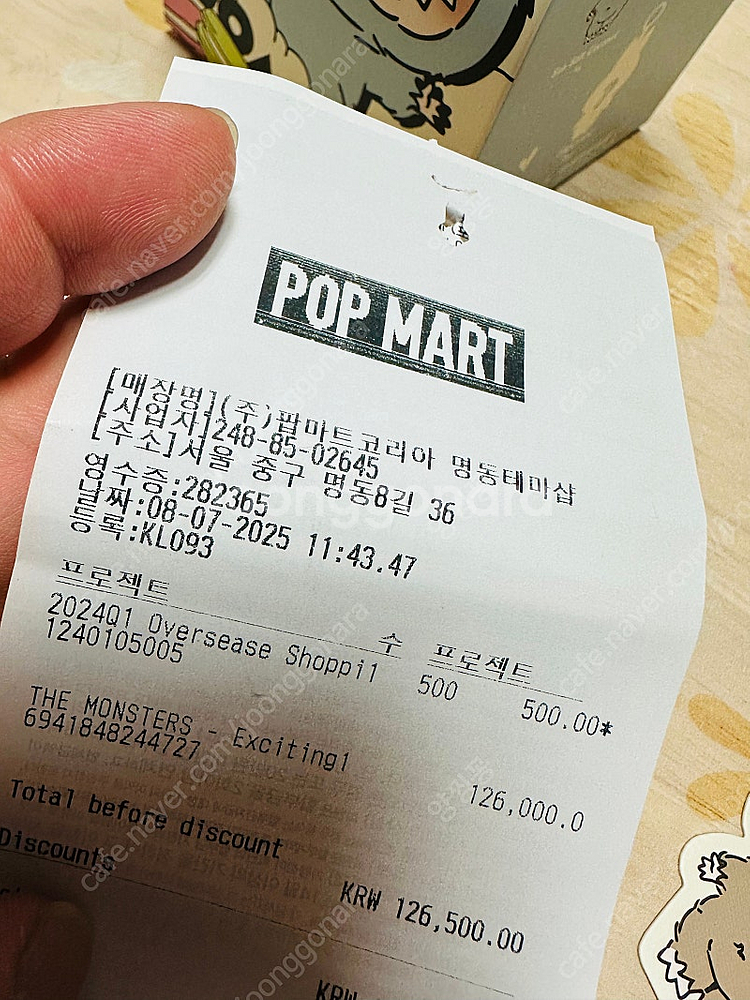 POP MART
[매장명](주)팝마트코리아 명동테마샵
[사업자]248-85-02645
[주소]서울 중구 명동8길 36
영수증:282365
날짜:08-07-2025 11:43.47
등록:KL093
프로젝트 수 프로젝트
2024Q1 Oversease Shoppi1 500 500.00*
1240105005
THE MONSTERS - Exciting1 126,000.0
6941848244727
Total before discount
KRW 126,500.00
Discounts
KRW